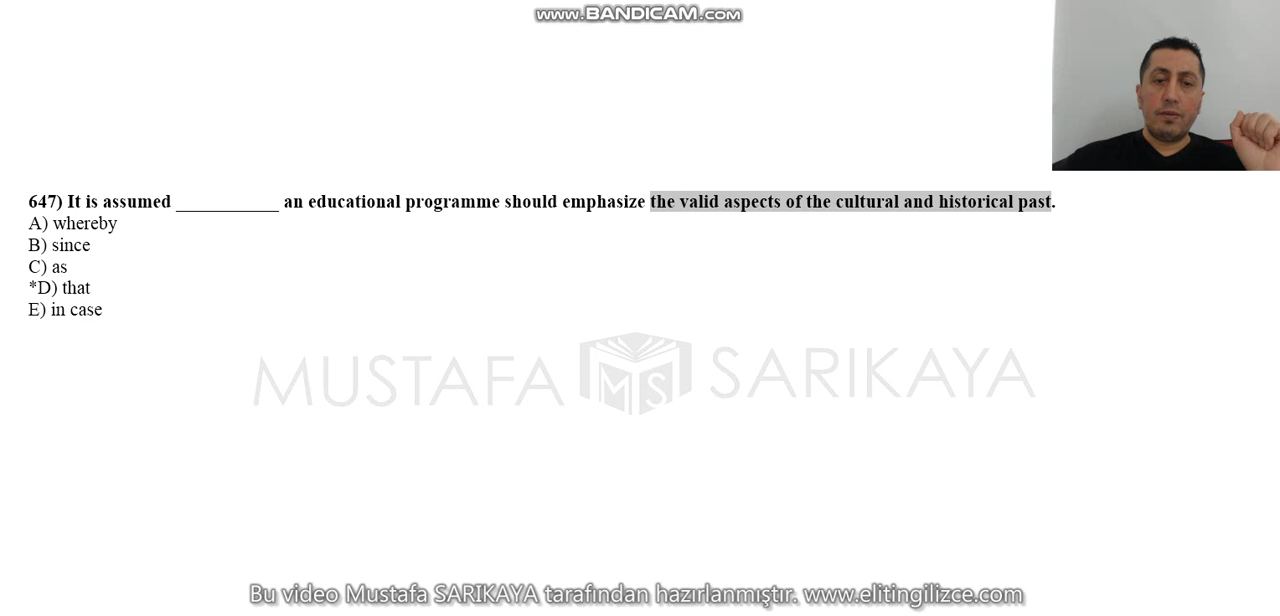 www.BANDICAM.com
647) It is assumed ___________ an educational programme should emphasize the valid aspects of the cultural and historical past.
A) whereby
B) since
C) as
*D) that
E) in case
MUSTAFA MS SARIKAYA
Bu video Mustafa SARIKAYA tarafından hazırlanmıştır. www.elitingilizce.com